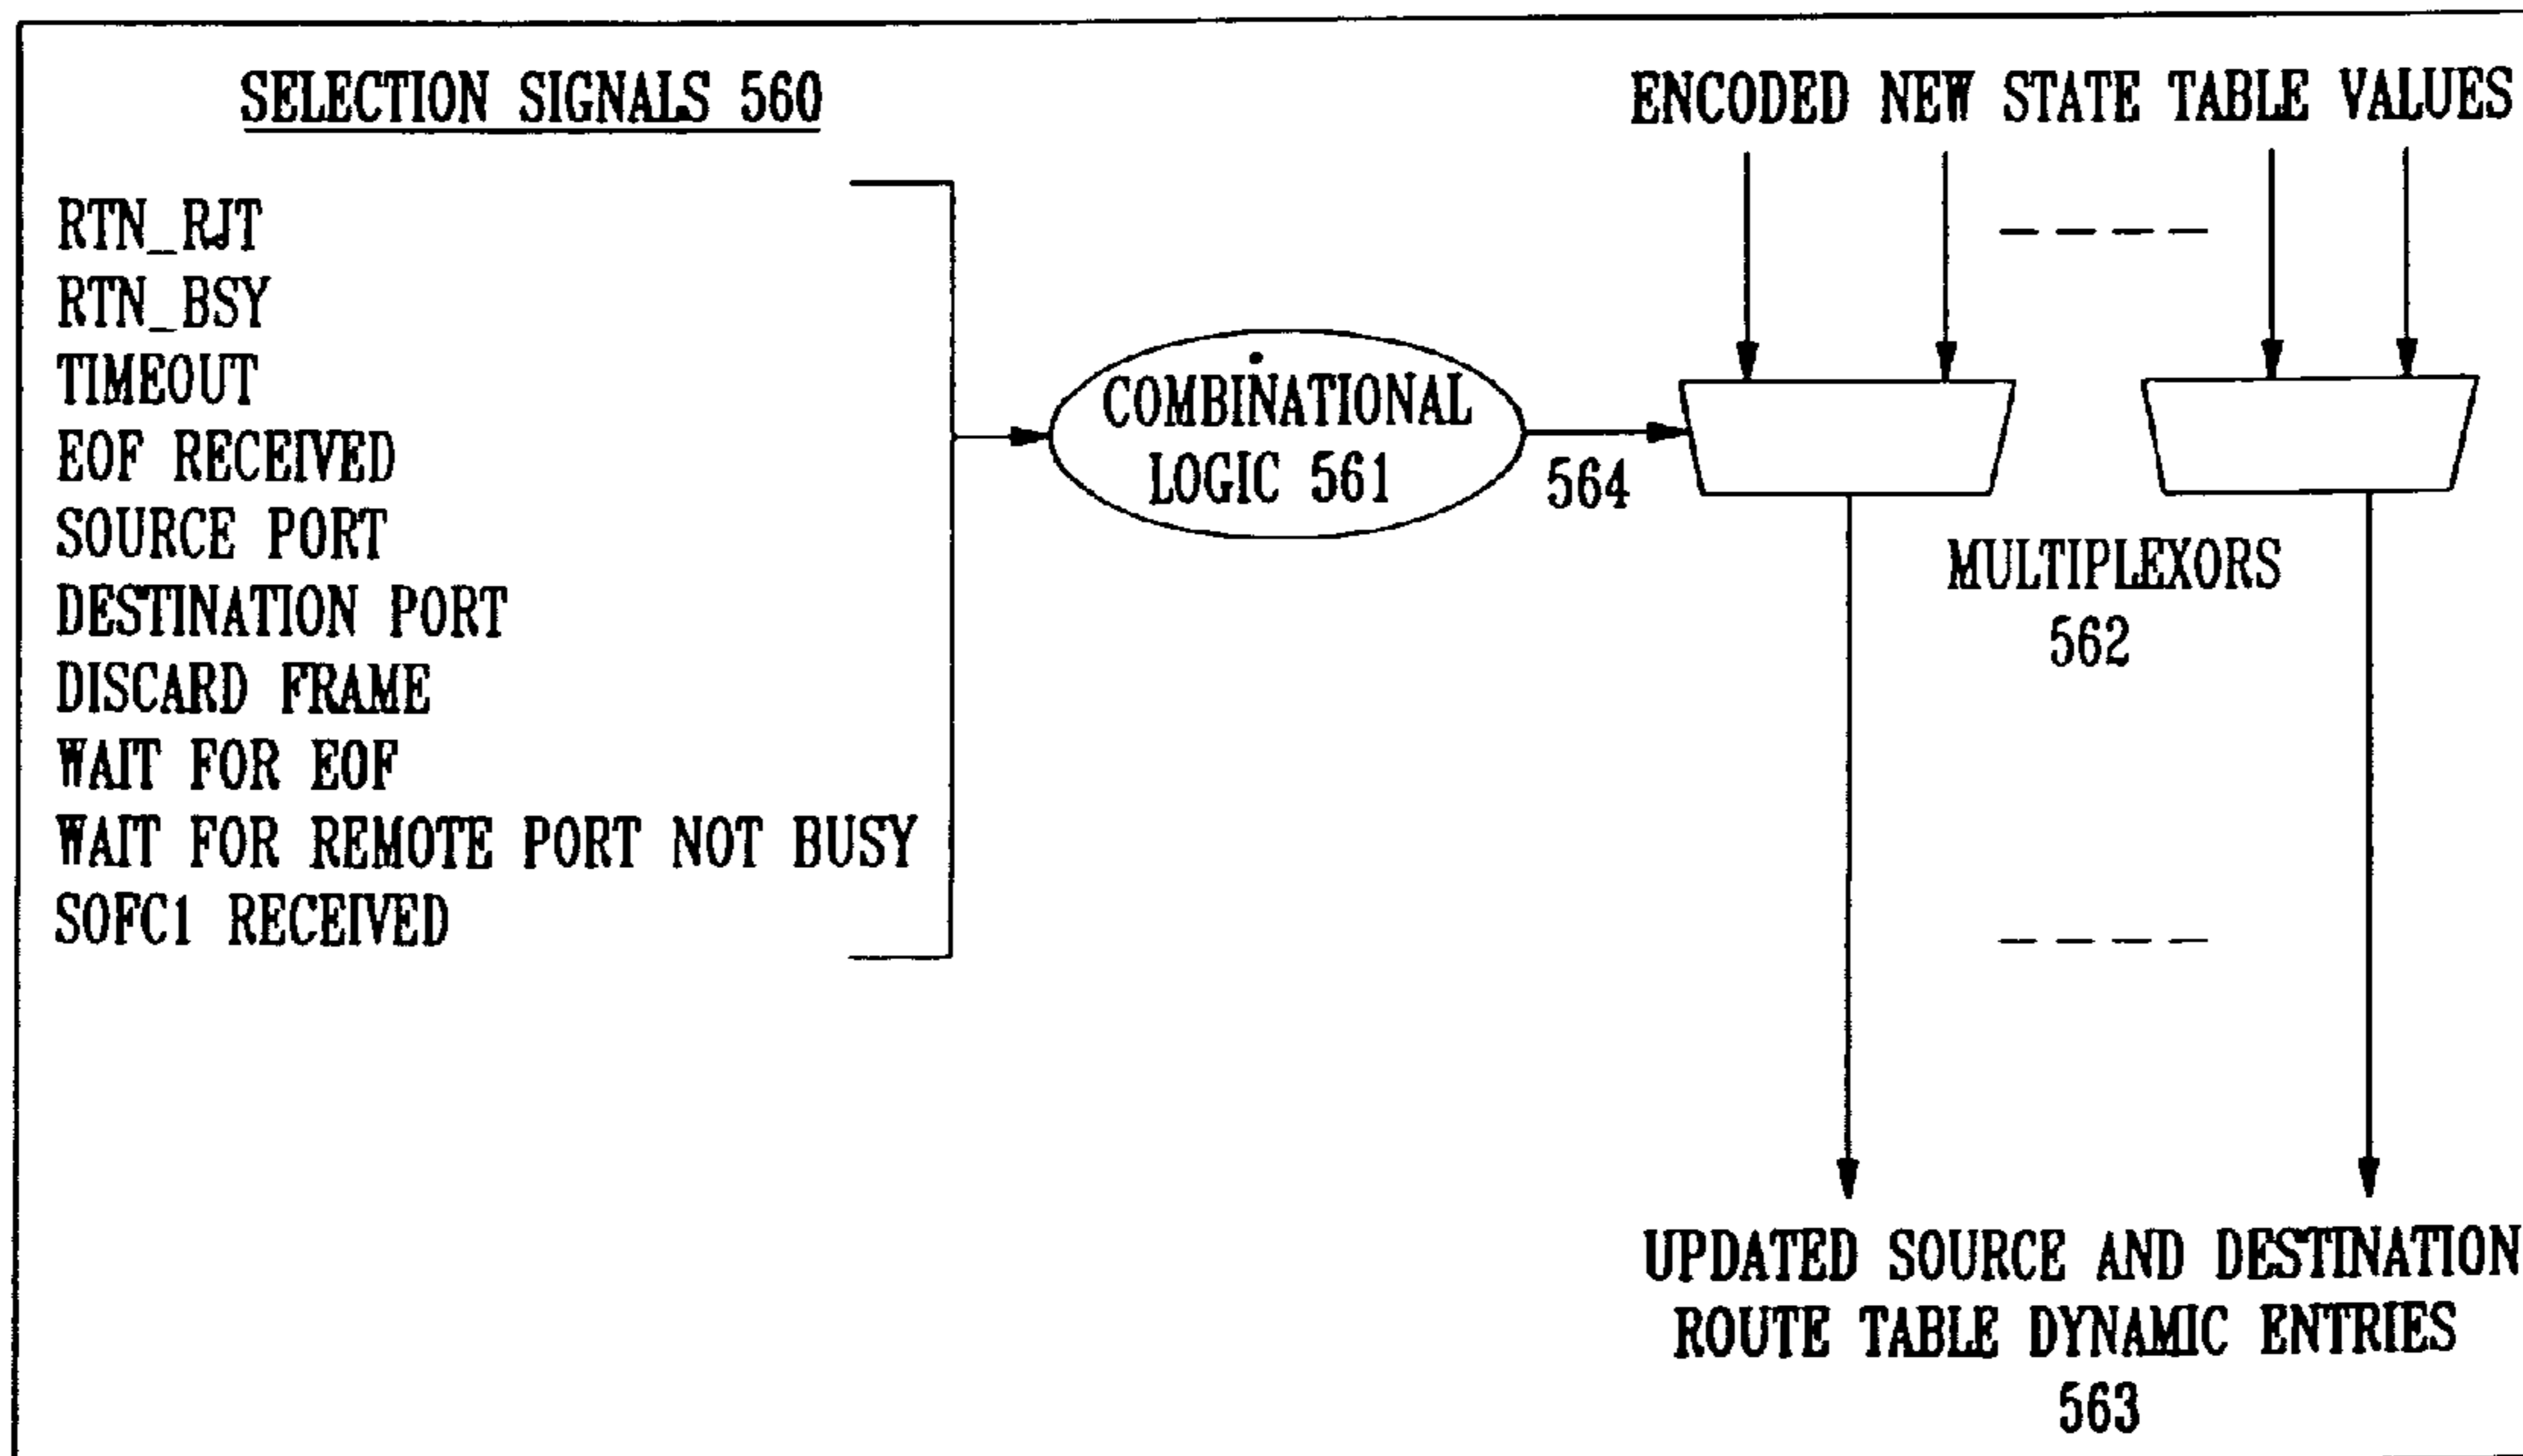 SELECTION SIGNALS 560
RTN_RJT
RTN_BSY
TIMEOUT
EOF RECEIVED
SOURCE PORT
DESTINATION PORT
DISCARD FRAME
WAIT FOR EOF
WAIT FOR REMOTE PORT NOT BUSY
SOFC1 RECEIVED
COMBINATIONAL
LOGIC 561
564
ENCODED NEW STATE TABLE VALUES
MULTIPLEXORS
562
UPDATED SOURCE AND DESTINATION
ROUTE TABLE DYNAMIC ENTRIES
563